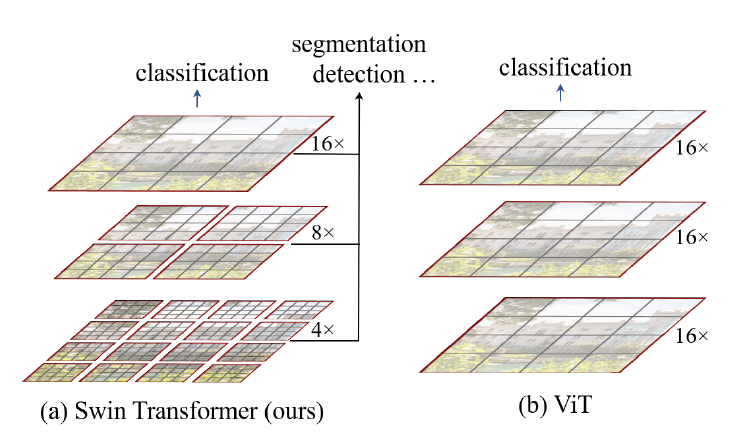 segmentation
detection ...
classification
16×
8×
4×
(a) Swin Transformer (ours)
classification
16×
16×
16×
(b) ViT